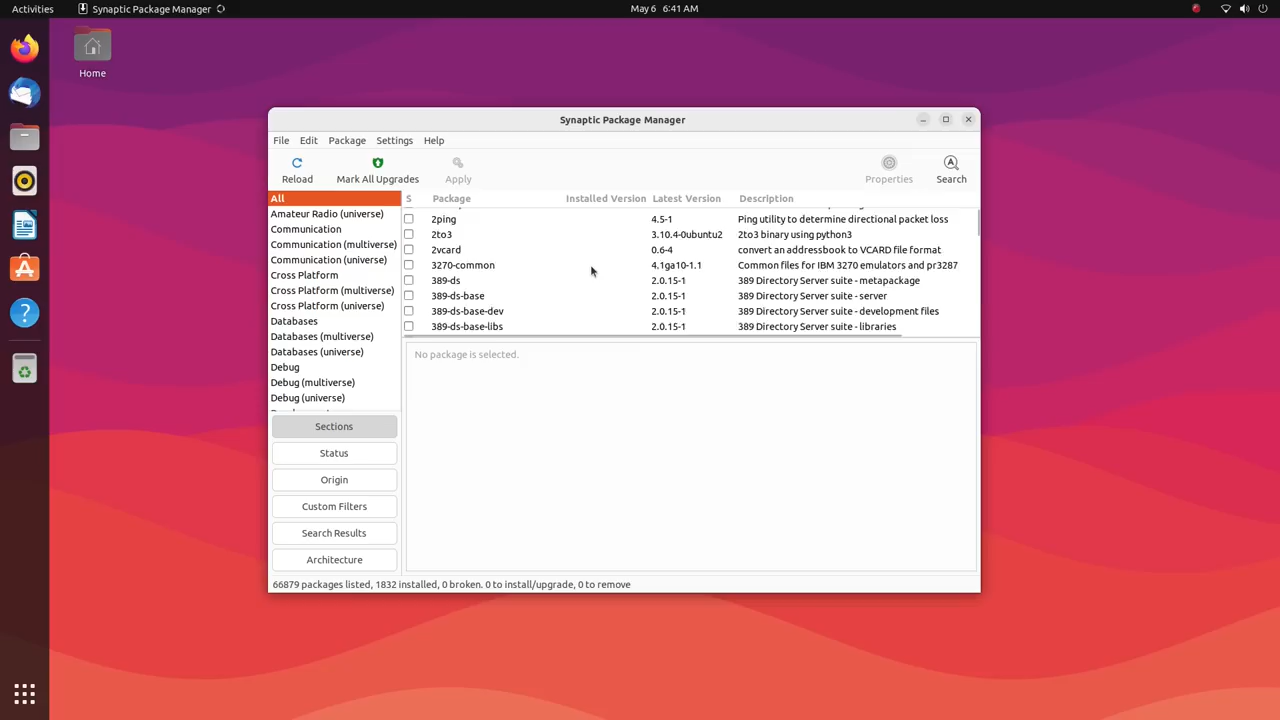 Activities
Synaptic Package Manager
May 6 6:41 AM
Home
Synaptic Package Manager
File Edit Package Settings Help
Reload Mark All Upgrades Apply Properties Search
All
Amateur Radio (universe)
Communication
Communication (multiverse)
Communication (universe)
Cross Platform
Cross Platform (multiverse)
Cross Platform (universe)
Databases
Databases (multiverse)
Databases (universe)
Debug
Debug (multiverse)
Debug (universe)
Sections
Status
Origin
Custom Filters
Search Results
Architecture
S Package Installed Version Latest Version Description
2ping 4.5-1 Ping utility to determine directional packet loss
2to3 3.10.4-0ubuntu2 2to3 binary using python3
2vcard 0.6-4 convert an addressbook to VCARD file format
3270-common 4.1ga10-1.1 Common files for IBM 3270 emulators and pr3287
389-ds 2.0.15-1 389 Directory Server suite - metapackage
389-ds-base 2.0.15-1 389 Directory Server suite - server
389-ds-base-dev 2.0.15-1 389 Directory Server suite - development files
389-ds-base-libs 2.0.15-1 389 Directory Server suite - libraries
No package is selected.
66879 packages listed, 1832 installed, 0 broken. 0 to install/upgrade, 0 to remove